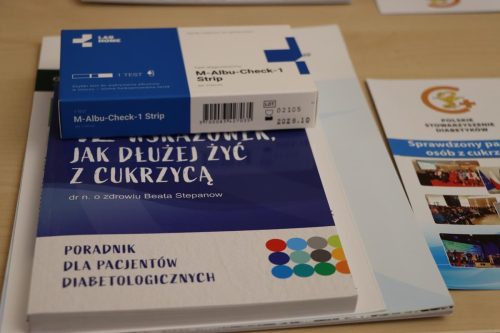 LAB
HOME
M-Albu-Check-1
Strip
1 TEST
M-Albu-Check-1 Strip
LOT
02105
2025.10
WSKAZÓWEK,
JAK DŁUŻEJ ŻYĆ
Z CUKRZYCĄ
dr n. o zdrowiu Beata Stepanow
PORADNIK
DLA PACJENTÓW
DIABETOLOGICZNYCH
POLSKIE
STOWARZYSZENIE
DIABETYKÓW
Sprawdzony pa
osób z cukrz